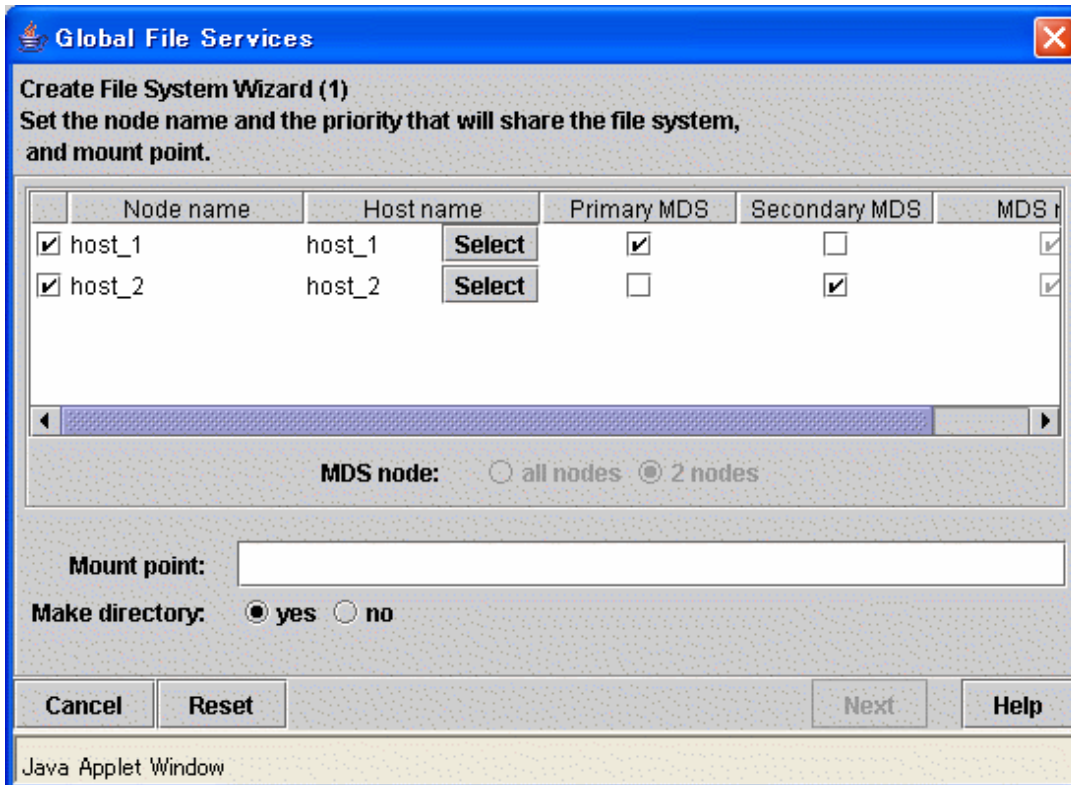 Global File Services
Create File System Wizard (1)
Set the node name and the priority that will share the file system,
and mount point.
Node name Host name Primary MDS Secondary MDS MDS
host_1 host_1 Select
host_2 host_2 Select
MDS node: all nodes 2 nodes
Mount point:
Make directory: yes no
Cancel Reset Next Help
Java Applet Window